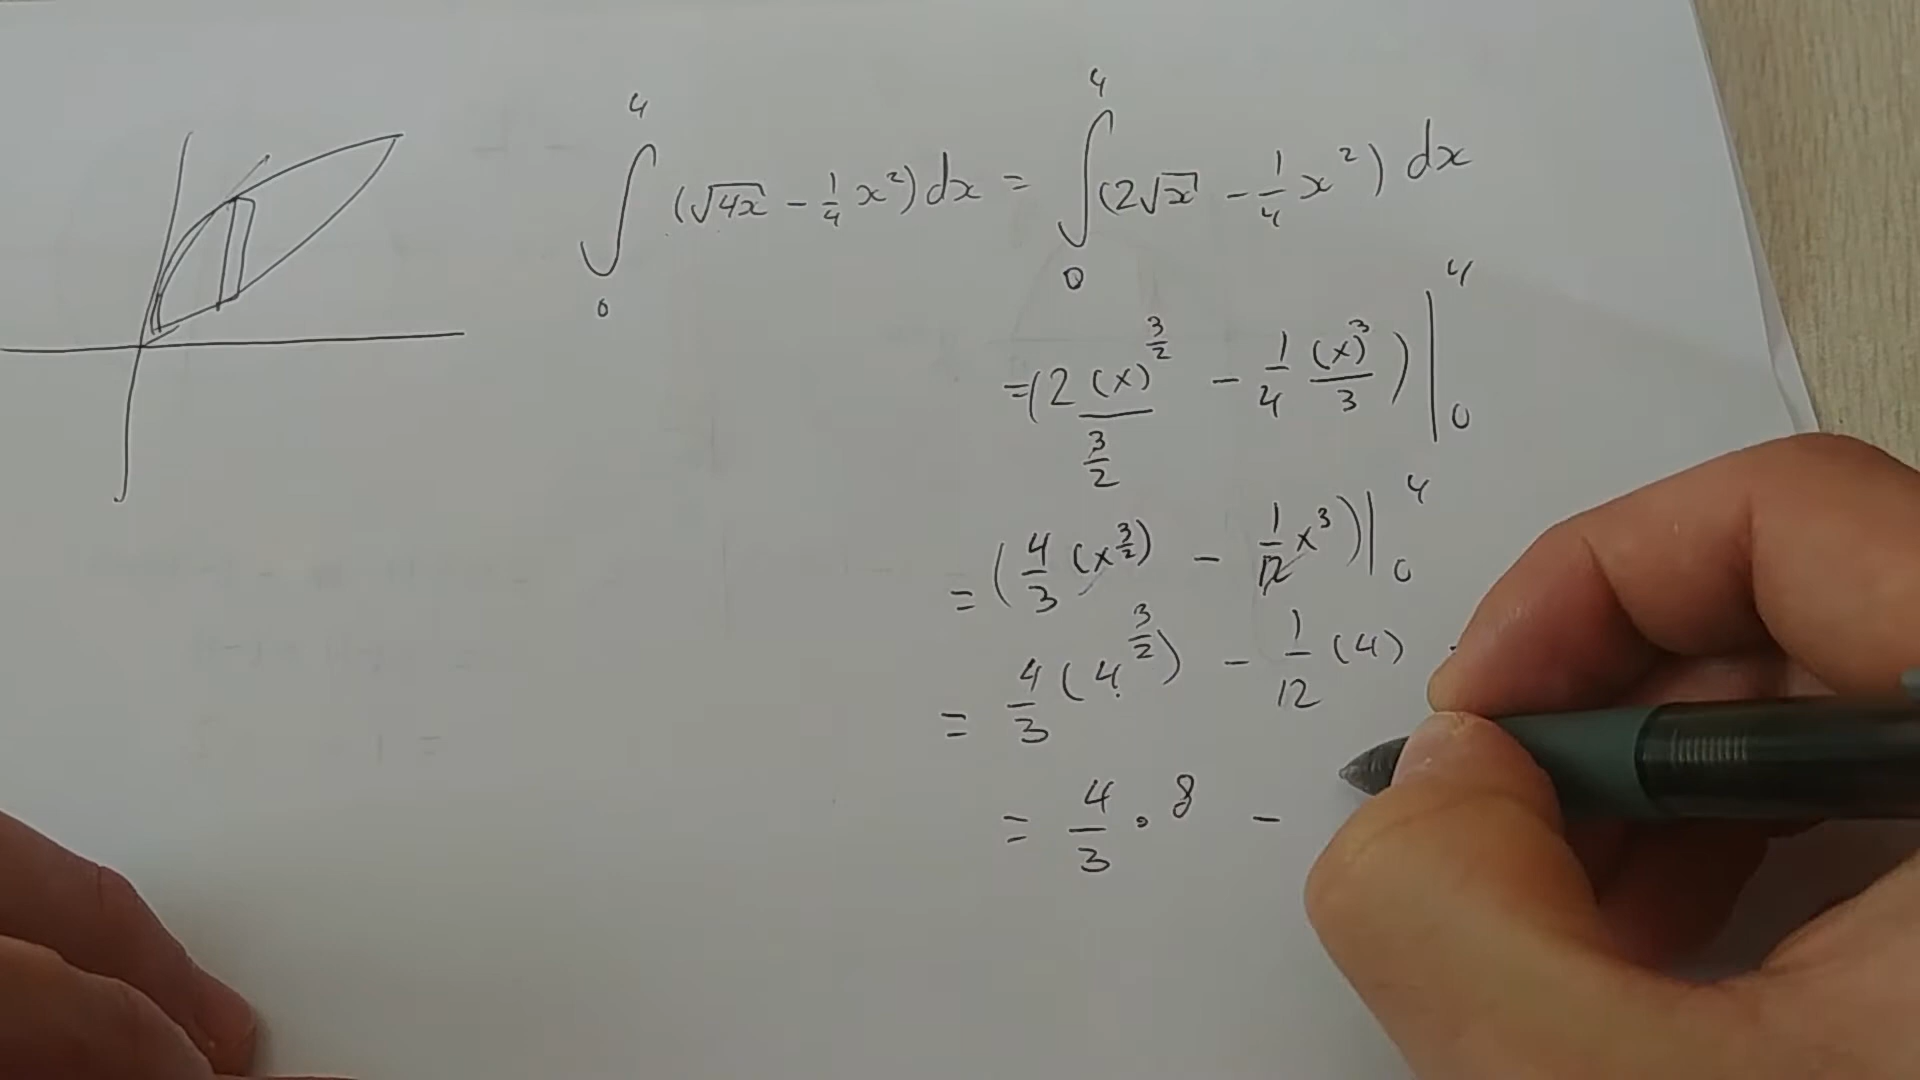 ∫₀⁴ (√4x - 1/4 x²) dx = ∫₀⁴ (2√x - 1/4 x²) dx
= (2 (x)^(3/2) / (3/2) - 1/4 (x)³/3) |₀⁴
= (4/3 (x^(3/2)) - 1/12 x³) |₀⁴
= 4/3 (4^(3/2)) - 1/12 (4)
= 4/3 · 8 -